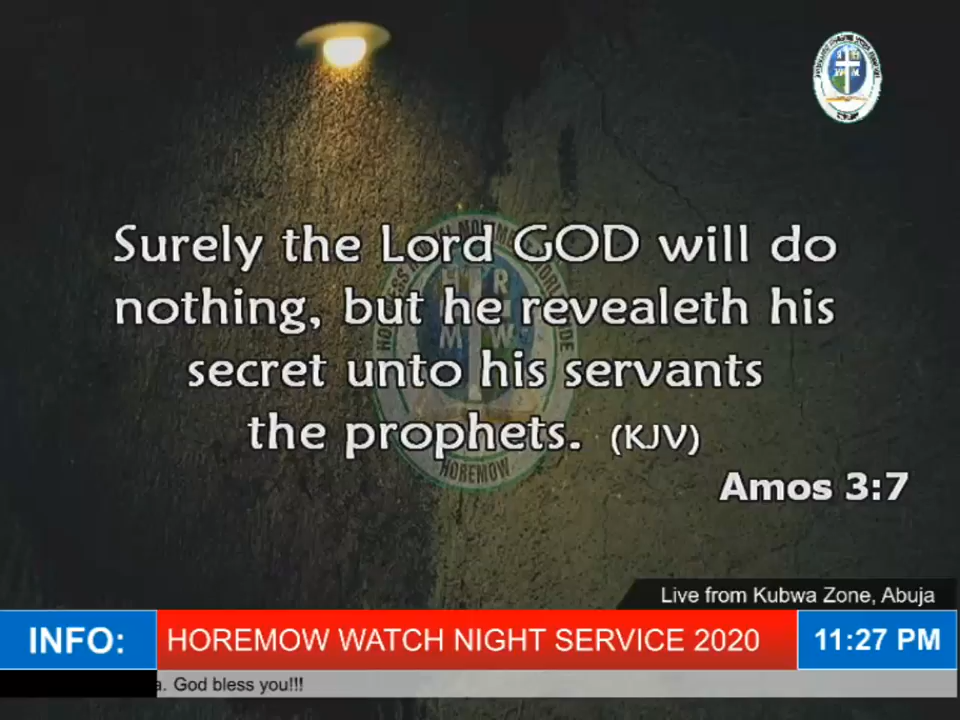 Surely the Lord GOD will do
nothing, but he revealeth his
secret unto his servants
the prophets. (KJV)
Amos 3:7
HOREMOW
Live from Kubwa Zone, Abuja
INFO: HOREMOW WATCH NIGHT SERVICE 2020 11:27 PM
a. God bless you!!!